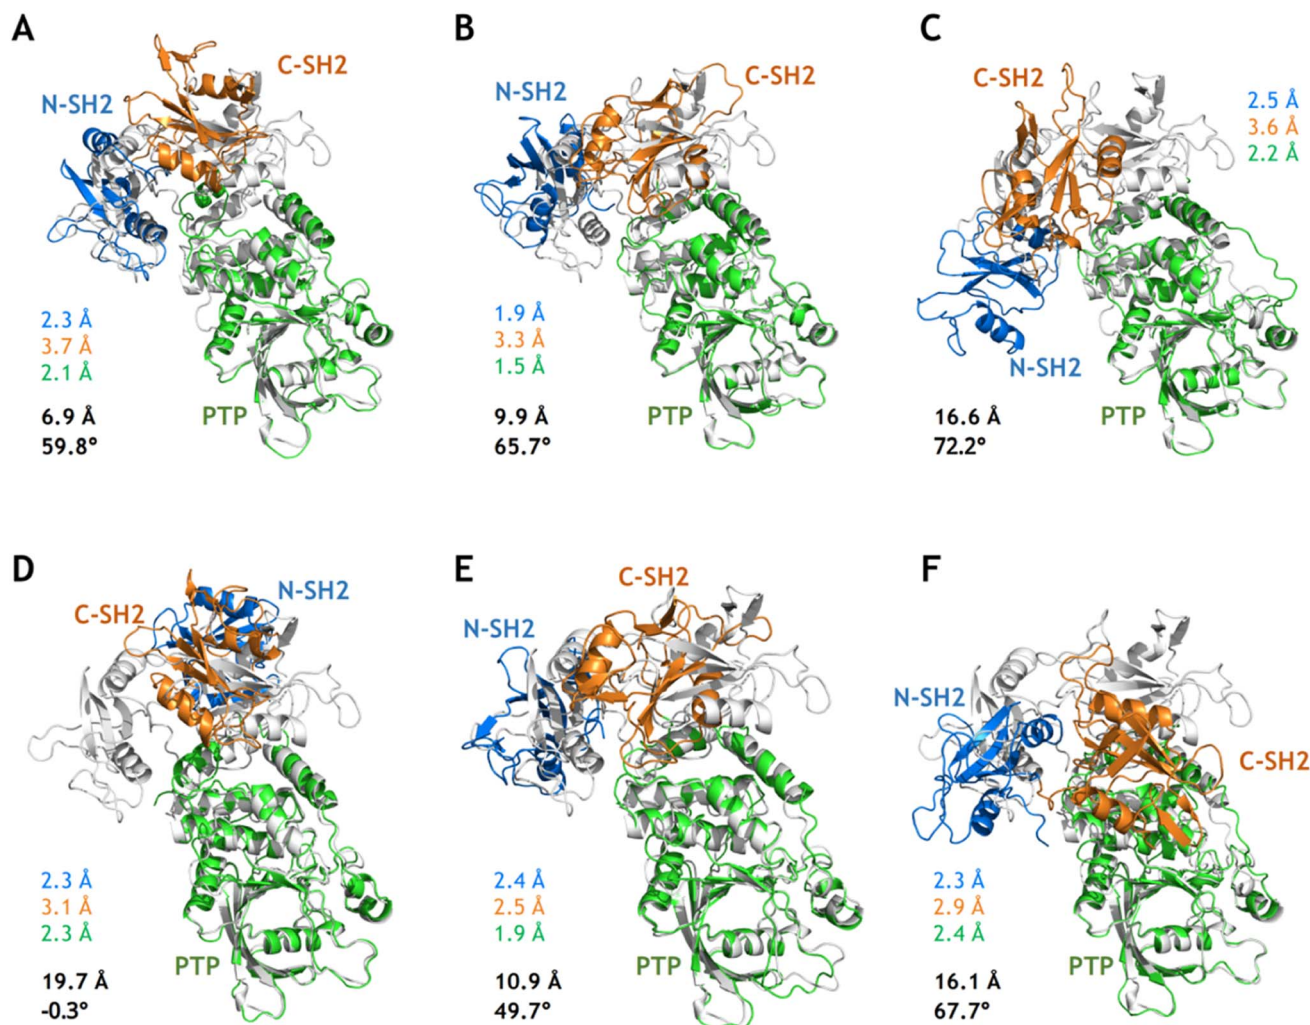 A
C-SH2
N-SH2
2.3 Å
3.7 Å
2.1 Å
6.9 Å
59.8°
PTP
B
C-SH2
N-SH2
1.9 Å
3.3 Å
1.5 Å
9.9 Å
65.7°
PTP
C
C-SH2
2.5 Å
3.6 Å
2.2 Å
N-SH2
16.6 Å
72.2°
PTP
D
N-SH2
C-SH2
2.3 Å
3.1 Å
2.3 Å
PTP
19.7 Å
-0.3°
E
C-SH2
N-SH2
2.4 Å
2.5 Å
1.9 Å
PTP
10.9 Å
49.7°
F
N-SH2
C-SH2
2.3 Å
2.9 Å
2.4 Å
PTP
16.1 Å
67.7°